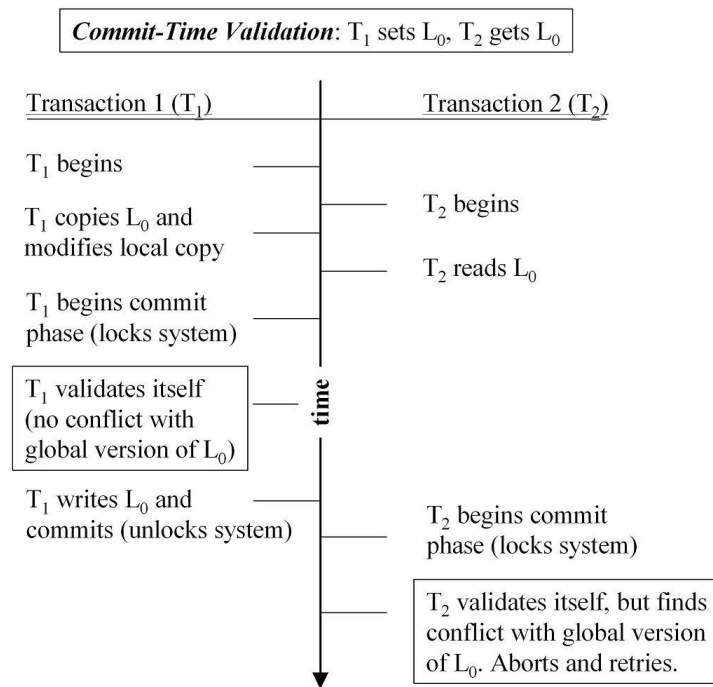 Commit-Time Validation: T₁ sets L₀, T₂ gets L₀
Transaction 1 (T₁)
Transaction 2 (T₂)
T₁ begins
T₂ begins
T₁ copies L₀ and
modifies local copy
T₂ reads L₀
T₁ begins commit
phase (locks system)
T₁ validates itself
(no conflict with
global version of L₀)
time
T₁ writes L₀ and
commits (unlocks system)
T₂ begins commit
phase (locks system)
T₂ validates itself, but finds
conflict with global version
of L₀. Aborts and retries.